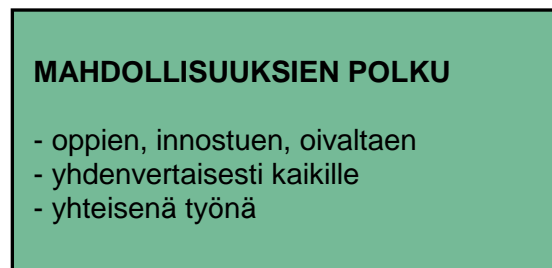 MAHDOLLISUUKSIEN POLKU
- oppien, innostuen, oivaltaen
- yhdenvertaisesti kaikille
- yhteisenä työnä